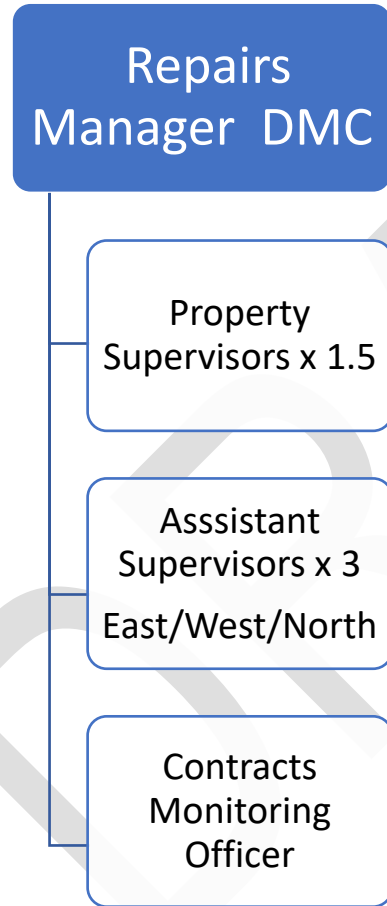 Repairs
Manager DMC
Property
Supervisors x 1.5
Asssistant
Supervisors x 3
East/West/North
Contracts
Monitoring
Officer